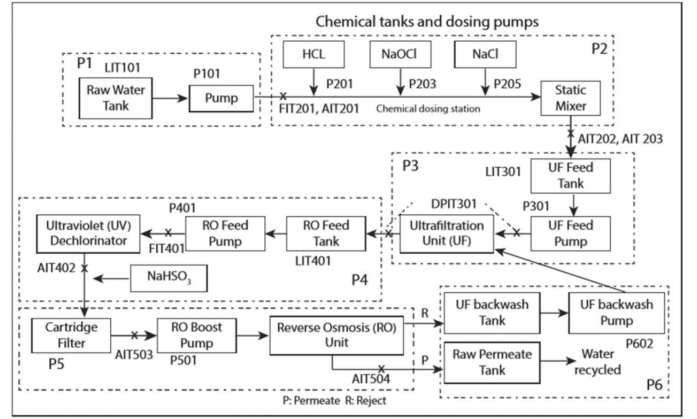 Chemical tanks and dosing pumps
P1
LIT101
Raw Water
Tank
P101
Pump
HCL
NaOCl
NaCl
P2
P201
P203
P205
FIT201, AIT201
Chemical dosing station
Static
Mixer
AIT202, AIT 203
P3
LIT301
UF Feed
Tank
P301
UF Feed
Pump
DPIT301
Ultrafiltration
Unit (UF)
P401
Ultraviolet (UV)
Dechlorinator
FIT401
RO Feed
Pump
RO Feed
Tank
LIT401
AIT402
NaHSO3
P4
Cartridge
Filter
P5
AIT503
RO Boost
Pump
P501
Reverse Osmosis (RO)
Unit
AIT504
R
P
UF backwash
Tank
UF backwash
Pump
P602
Raw Permeate
Tank
Water
recycled
P6
P: Permeate R: Reject